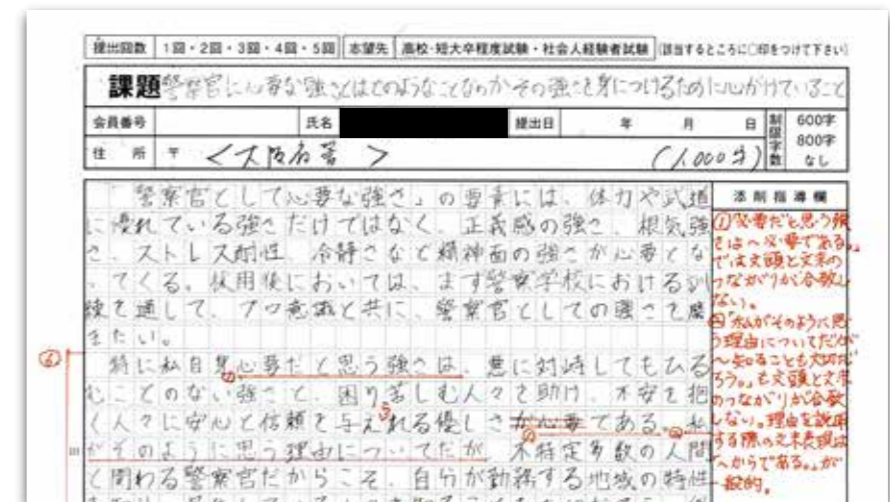 提出回数 1回・2回・3回・4回・5回 志望先 高校・短大卒程度試験・社会人経験者試験 (該当するところに○印をつけて下さい)
課題 警察官に必要な強さとはどのようなことなのかその強さを身につけるために心がけていること
会員番号 氏名 提出日 年 月 日 制限字数 600字 800字 なし
住所 〒 <大阪府警> (1,000字)
「警察官として必要な強さ」の要素には、体力や武道
に優れている強さだけではなく、正義感の強さ、根気強
さ、ストレス耐性、冷静さなど精神面の強さが必要とな
ってくる。採用後においては、まず警察学校における訓
練を通して、プロ意識と共に、警察官としての強さを磨
きたい。
特に私自身必要だと思う強さは、悪に対峙してもひる
むことのない強さと、困り苦しむ人々を助け、不安を抱
く人々に安心と信頼を与えれる優しさが必要である。私
がそのように思う理由についてだが、不特定多数の人間
と関わる警察官だからこそ、自分が勤務する地域の特性
添削指導欄
①「必要だと思う強
さは〜必要である。」
では文頭と文末の
つながりが合致し
ない。
②「私がそのように思
う理由についてだが
〜知ることも大切だ
ろう。」も文頭と文末
のつながりが合致
しない。理由を説明
する際の文末表現は
「〜からである。」が
一般的。
⑥
① ② ②
ら